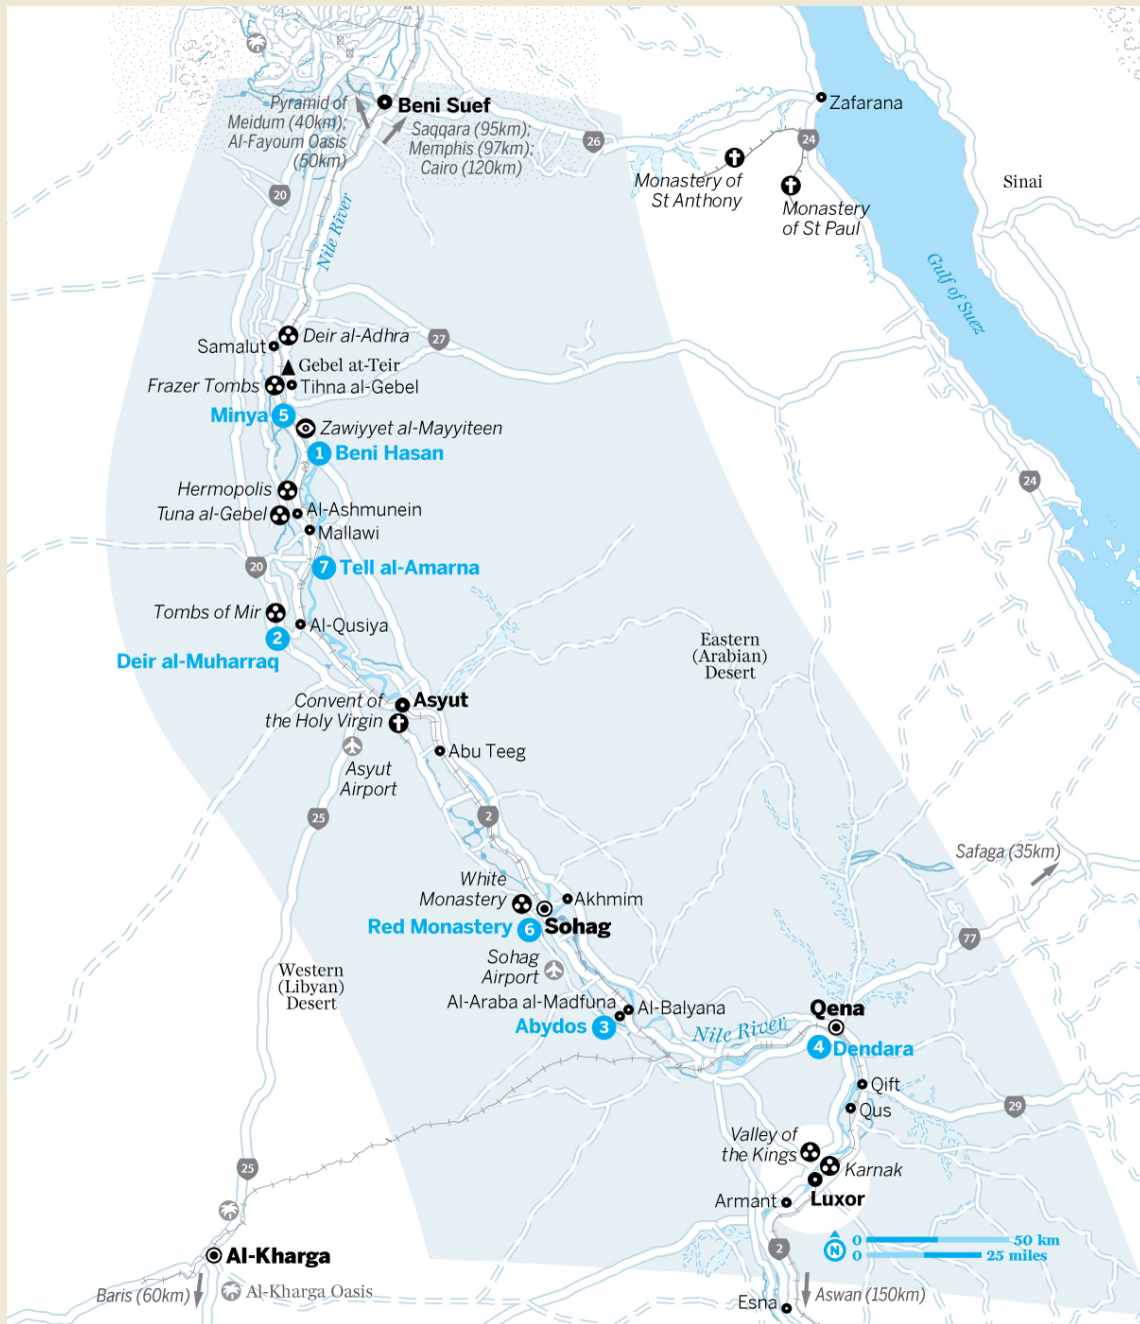 Pyramid of
Meidum (40km);
Al-Fayoum Oasis
(50km)
Beni Suef
Saqqara (95km);
Memphis (97km);
Cairo (120km)
26
Zafarana
24
Monastery of
St Anthony
Monastery
of St Paul
Sinai
20
Nile River
Gulf of Suez
Deir al-Adhra
Samalut
27
Gebel at-Teir
Frazer Tombs
Tihna al-Gebel
Minya 5
Zawiyyet al-Mayyiteen
1 Beni Hasan
24
Hermopolis
Tuna al-Gebel
Al-Ashmunein
Mallawi
20
7 Tell al-Amarna
Tombs of Mir
Al-Qusiya
2
Deir al-Muharraq
Eastern
(Arabian)
Desert
Convent of
the Holy Virgin
Asyut
Abu Teeg
Asyut
Airport
25
2
Safaga (35km)
White
Monastery
Akhmim
Red Monastery 6
Sohag
77
Sohag
Airport
Western
(Libyan)
Desert
Al-Araba al-Madfuna
Al-Balyana
Abydos 3
Qena
Nile River
4 Dendara
Qift
Qus
29
Valley of
the Kings
Karnak
25
Luxor
Armant
0 50 km
N
0 25 miles
2
Al-Kharga
Baris (60km)
Al-Kharga Oasis
Esna
Aswan (150km)